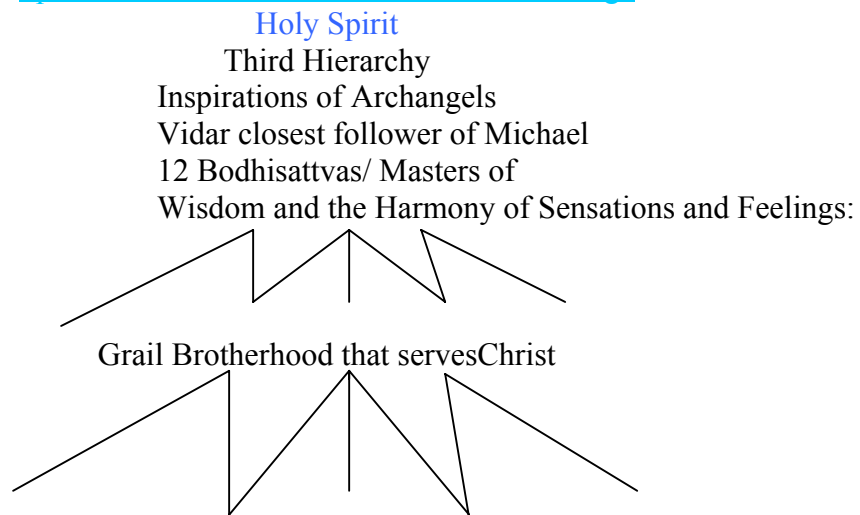 Holy Spirit
Third Hierarchy
Inspirations of Archangels
Vidar closest follower of Michael
12 Bodhisattvas/ Masters of
Wisdom and the Harmony of Sensations and Feelings:
Grail Brotherhood that servesChrist